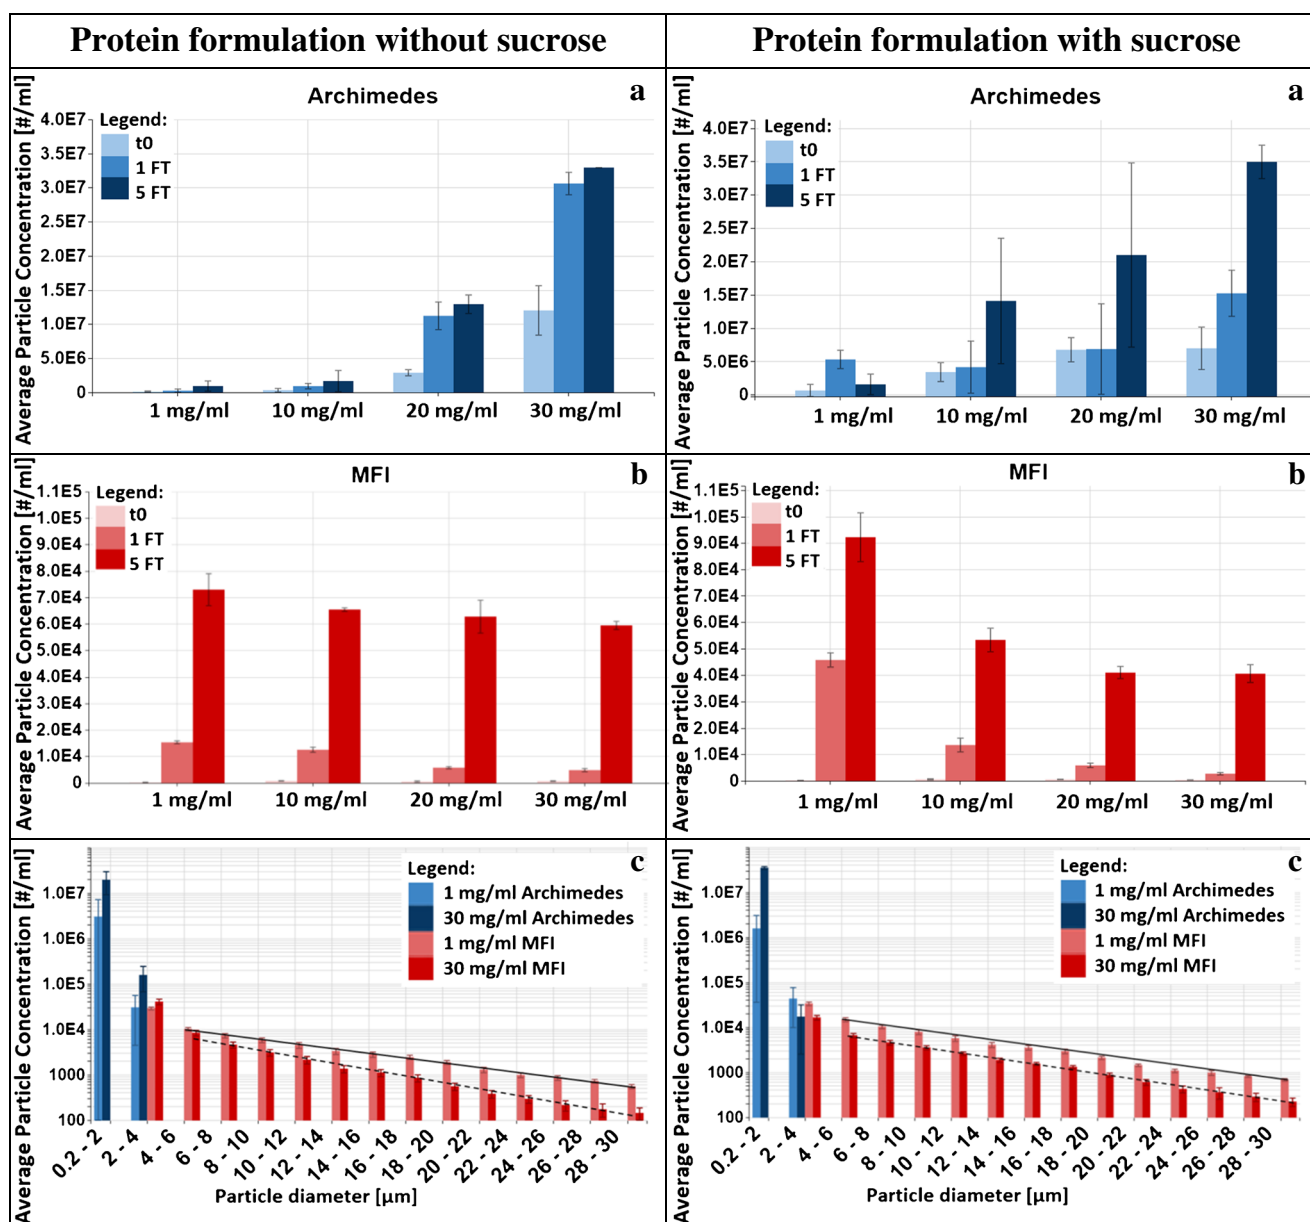 Protein formulation without sucrose
Protein formulation with sucrose
a
Archimedes
Average Particle Concentration [#/ml]
Legend:
t0
1 FT
5 FT
4.0E7
3.5E7
3.0E7
2.5E7
2.0E7
1.5E7
1.0E7
5.0E6
0
1 mg/ml 10 mg/ml 20 mg/ml 30 mg/ml
a
Archimedes
Average Particle Concentration [#/ml]
Legend:
t0
1 FT
5 FT
4.0E7
3.5E7
3.0E7
2.5E7
2.0E7
1.5E7
1.0E7
5.0E6
0
1 mg/ml 10 mg/ml 20 mg/ml 30 mg/ml
b
MFI
Average Particle Concentration [#/ml]
Legend:
t0
1 FT
5 FT
1.1E5
1.0E5
9.0E4
8.0E4
7.0E4
6.0E4
5.0E4
4.0E4
3.0E4
2.0E4
1.0E4
0
1 mg/ml 10 mg/ml 20 mg/ml 30 mg/ml
b
MFI
Average Particle Concentration [#/ml]
Legend:
t0
1 FT
5 FT
1.1E5
1.0E5
9.0E4
8.0E4
7.0E4
6.0E4
5.0E4
4.0E4
3.0E4
2.0E4
1.0E4
0
1 mg/ml 10 mg/ml 20 mg/ml 30 mg/ml
c
Average Particle Concentration [#/ml]
Legend:
1 mg/ml Archimedes
30 mg/ml Archimedes
1 mg/ml MFI
30 mg/ml MFI
1.0E7
1.0E6
1.0E5
1.0E4
1000
100
0.2 - 2 2 - 4 4 - 6 6 - 8 8 - 10 10 - 12 12 - 14 14 - 16 16 - 18 18 - 20 20 - 22 22 - 24 24 - 26 26 - 28 28 - 30
Particle diameter [µm]
c
Average Particle Concentration [#/ml]
Legend:
1 mg/ml Archimedes
30 mg/ml Archimedes
1 mg/ml MFI
30 mg/ml MFI
1.0E7
1.0E6
1.0E5
1.0E4
1000
100
0.2 - 2 2 - 4 4 - 6 6 - 8 8 - 10 10 - 12 12 - 14 14 - 16 16 - 18 18 - 20 20 - 22 22 - 24 24 - 26 26 - 28 28 - 30
Particle diameter [µm]